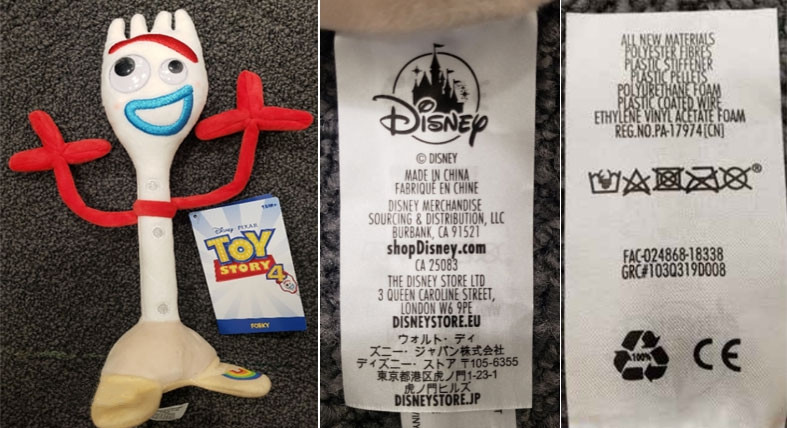 18M+
Disney PIXAR
TOY
STORY 4
FORKY
Disney
© DISNEY
MADE IN CHINA
FABRIQUÉ EN CHINE
DISNEY MERCHANDISE
SOURCING & DISTRIBUTION, LLC
BURBANK, CA 91521
shopDisney.com
CA 25083
THE DISNEY STORE LTD
3 QUEEN CAROLINE STREET,
LONDON W6 9PE
DISNEYSTORE.EU
ウォルト・ディ
ズニー・ジャパン株式会社
ディズニー・ストア 〒105-6355
東京都港区虎ノ門1-23-1
虎ノ門ヒルズ
DISNEYSTORE.JP
ALL NEW MATERIALS
POLYESTER FIBRES
PLASTIC STIFFENER
PLASTIC PELLETS
POLYURETHANE FOAM
PLASTIC COATED WIRE
ETHYLENE VINYL ACETATE FOAM
REG.NO.PA-17974[CN]
FAC-024868-18338
GRC#103Q319D008
100%
CE